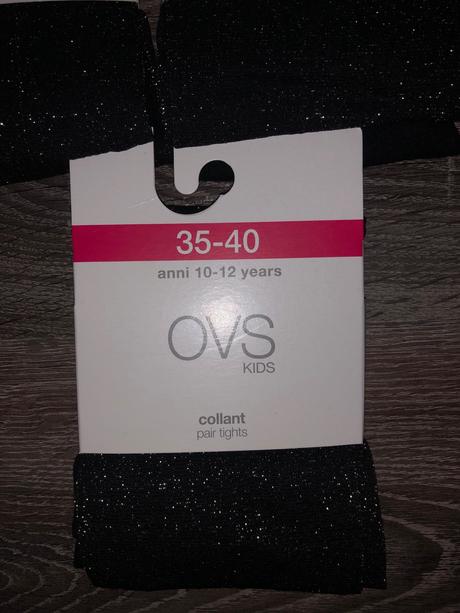 35-40
anni 10-12 years
OVS
KIDS
collant
pair tights